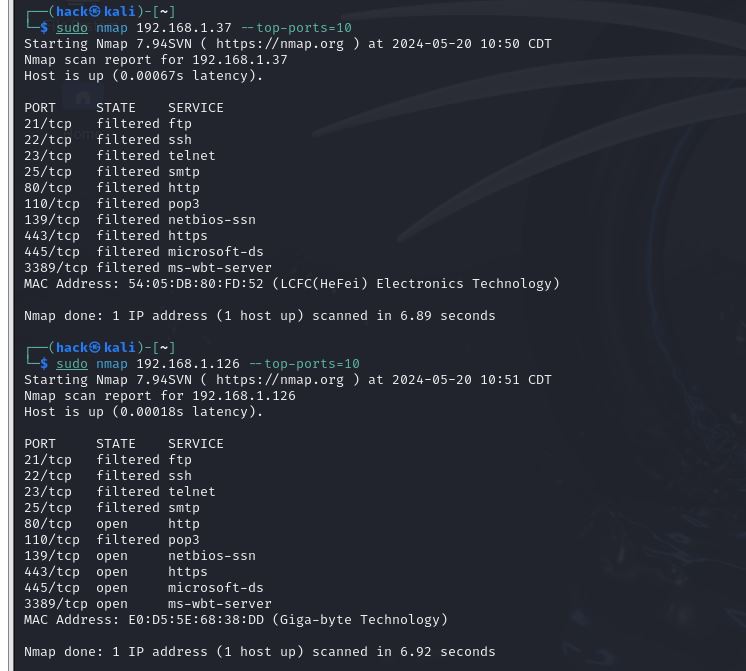 ┌──(hack㉿kali)-[~]
└─$ sudo nmap 192.168.1.37 --top-ports=10
Starting Nmap 7.94SVN ( https://nmap.org ) at 2024-05-20 10:50 CDT
Nmap scan report for 192.168.1.37
Host is up (0.00067s latency).
PORT     STATE    SERVICE
21/tcp   filtered ftp
22/tcp   filtered ssh
23/tcp   filtered telnet
25/tcp   filtered smtp
80/tcp   filtered http
110/tcp  filtered pop3
139/tcp  filtered netbios-ssn
443/tcp  filtered https
445/tcp  filtered microsoft-ds
3389/tcp filtered ms-wbt-server
MAC Address: 54:05:DB:80:FD:52 (LCFC(HeFei) Electronics Technology)
Nmap done: 1 IP address (1 host up) scanned in 6.89 seconds
┌──(hack㉿kali)-[~]
└─$ sudo nmap 192.168.1.126 --top-ports=10
Starting Nmap 7.94SVN ( https://nmap.org ) at 2024-05-20 10:51 CDT
Nmap scan report for 192.168.1.126
Host is up (0.00018s latency).
PORT     STATE    SERVICE
21/tcp   filtered ftp
22/tcp   filtered ssh
23/tcp   filtered telnet
25/tcp   filtered smtp
80/tcp   open     http
110/tcp  filtered pop3
139/tcp  open     netbios-ssn
443/tcp  open     https
445/tcp  open     microsoft-ds
3389/tcp open     ms-wbt-server
MAC Address: E0:D5:5E:68:38:DD (Giga-byte Technology)
Nmap done: 1 IP address (1 host up) scanned in 6.92 seconds